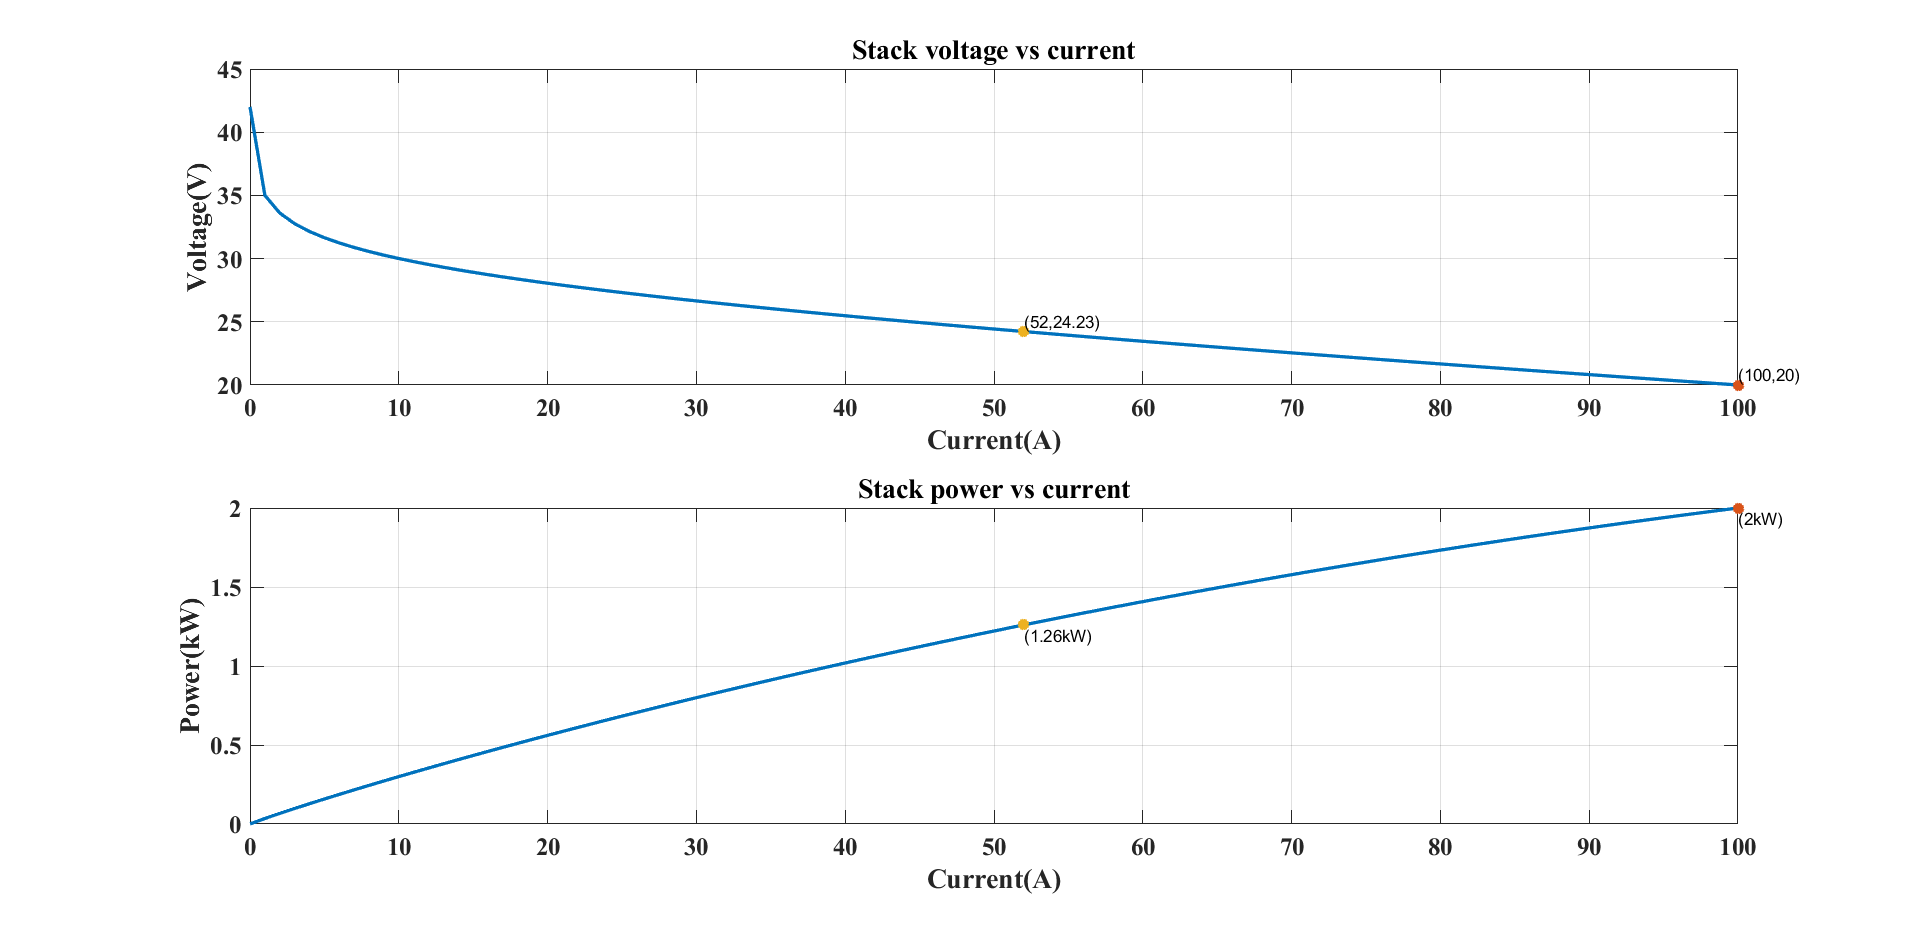 Stack voltage vs current
45
40
35
30
25
20
Voltage(V)
(52,24.23)
(100,20)
0 10 20 30 40 50 60 70 80 90 100
Current(A)
Stack power vs current
2
1.5
1
0.5
0
Power(kW)
(2kW)
(1.26kW)
0 10 20 30 40 50 60 70 80 90 100
Current(A)